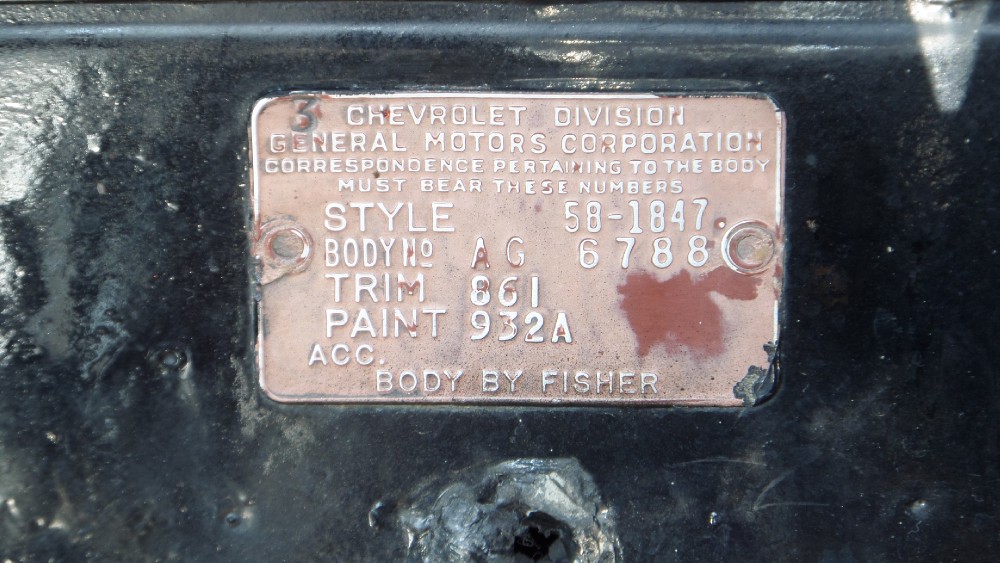 3
CHEVROLET DIVISION
GENERAL MOTORS CORPORATION
CORRESPONDENCE PERTAINING TO THE BODY
MUST BEAR THESE NUMBERS
STYLE 58-1847.
BODY NO AG 6788
TRIM 861
PAINT 932A
ACC.
BODY BY FISHER